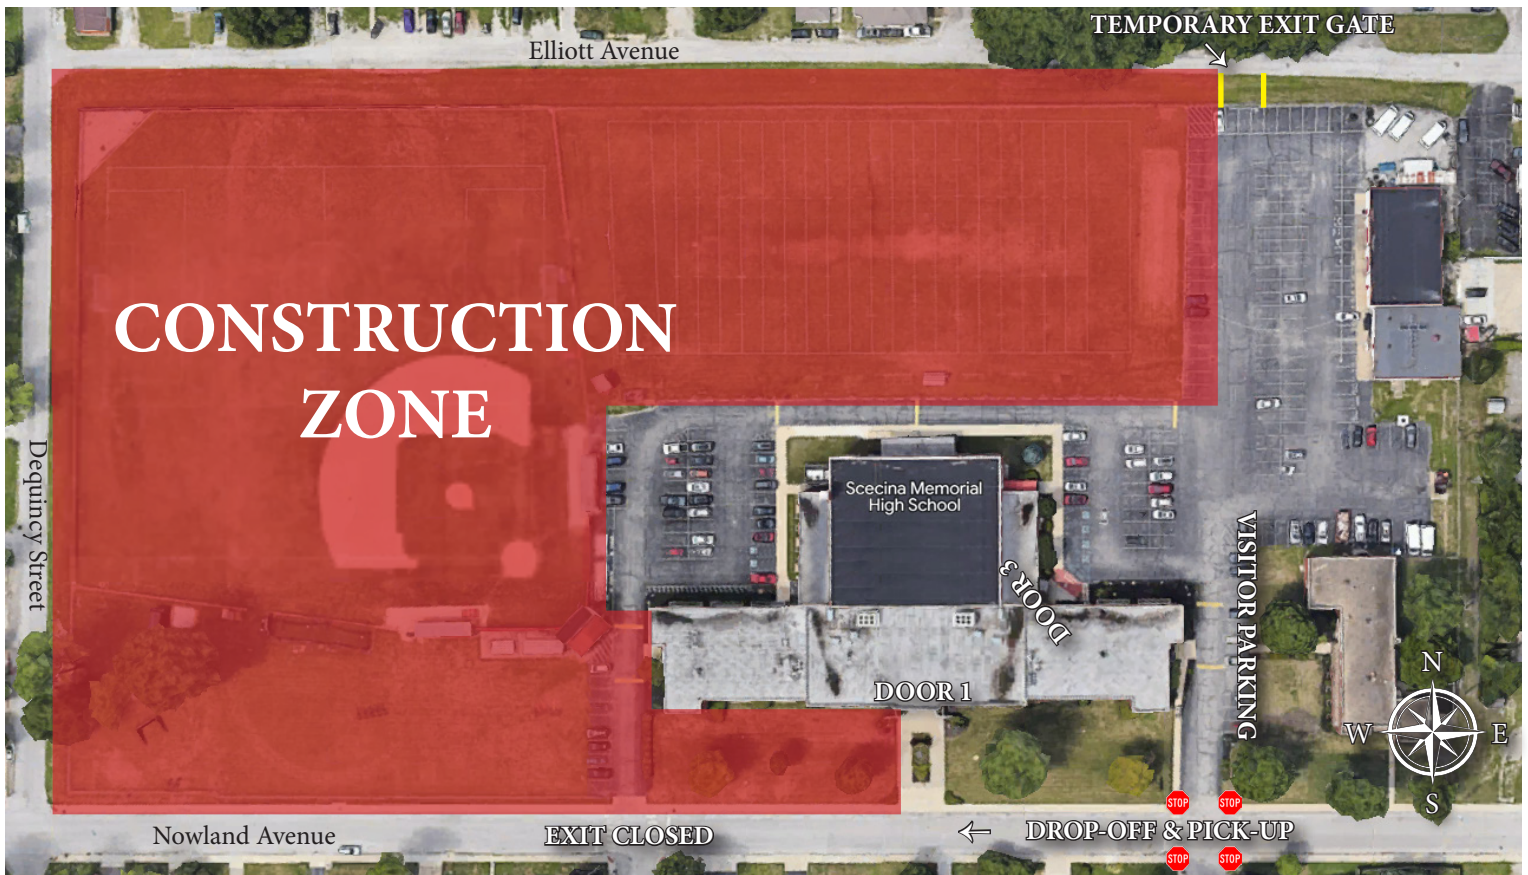 TEMPORARY EXIT GATE
Elliott Avenue
CONSTRUCTION
ZONE
Dequincy Street
Scecina Memorial
High School
DOOR 3
VISITOR PARKING
DOOR 1
N
W
E
S
STOP
STOP
Nowland Avenue
EXIT CLOSED
← DROP-OFF & PICK-UP
STOP
STOP